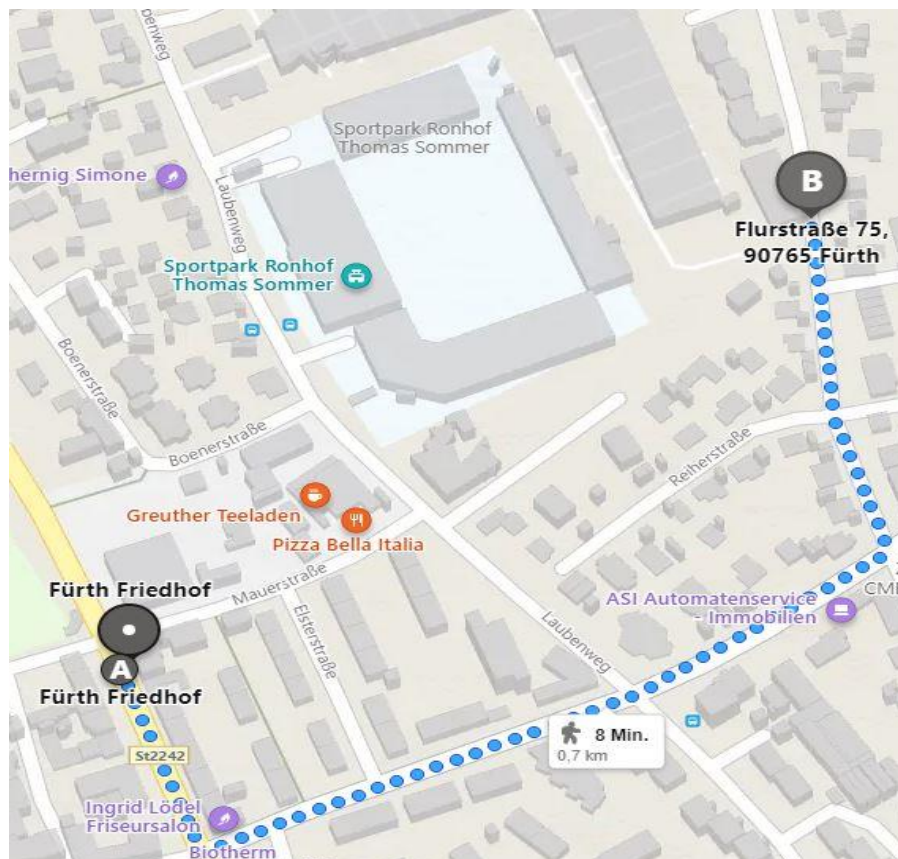 benweg
Sportpark Ronhof
Thomas Sommer
hernig Simone
B
Laubenweg
Flurstraße 75,
90765 Fürth
Sportpark Ronhof
Thomas Sommer
Boenerstraße
Boenerstraße
Reiherstraße
Greuther Teeladen
Pizza Bella Italia
Mauerstraße
Fürth Friedhof
A
Fürth Friedhof
Elsterstraße
ASI Automatenservice
- Immobilien
CM
Laubenweg
8 Min.
0,7 km
St2242
Ingrid Lödel
Friseursalon
Biotherm